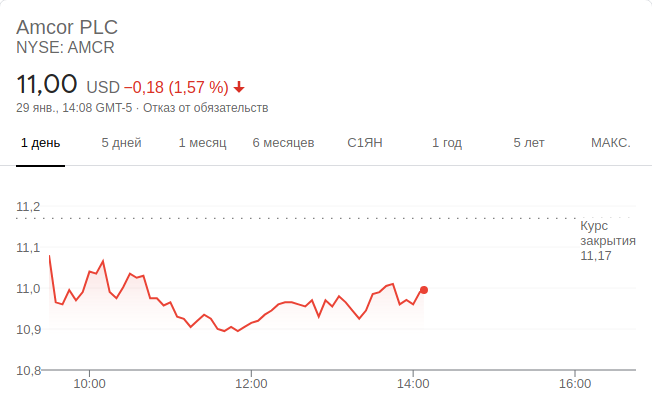 Amcor PLC
NYSE: AMCR
11,00 USD −0,18 (1,57 %)
29 янв., 14:08 GMT-5 · Отказ от обязательств
1 день 5 дней 1 месяц 6 месяцев С1ЯН 1 год 5 лет МАКС.
11,2
Курс
закрытия
11,17
11,1
11,0
10,9
10,8
10:00 12:00 14:00 16:00